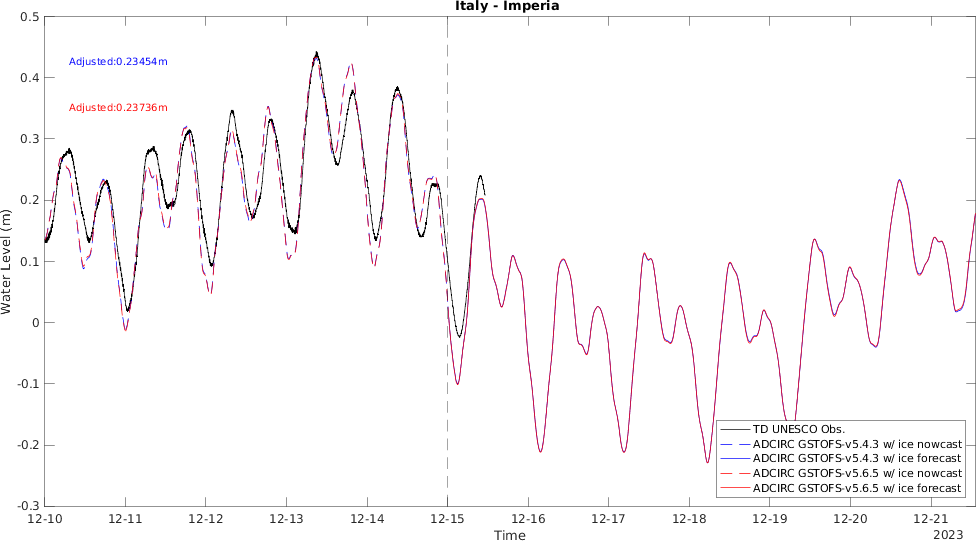 Italy - Imperia
Adjusted:0.23454m
Adjusted:0.23736m
Water Level (m)
0.5
0.4
0.3
0.2
0.1
0
-0.1
-0.2
-0.3
12-10 12-11 12-12 12-13 12-14 12-15 12-16 12-17 12-18 12-19 12-20 12-21
Time
2023
TD UNESCO Obs.
ADCIRC GSTOFS-v5.4.3 w/ ice nowcast
ADCIRC GSTOFS-v5.4.3 w/ ice forecast
ADCIRC GSTOFS-v5.6.5 w/ ice nowcast
ADCIRC GSTOFS-v5.6.5 w/ ice forecast